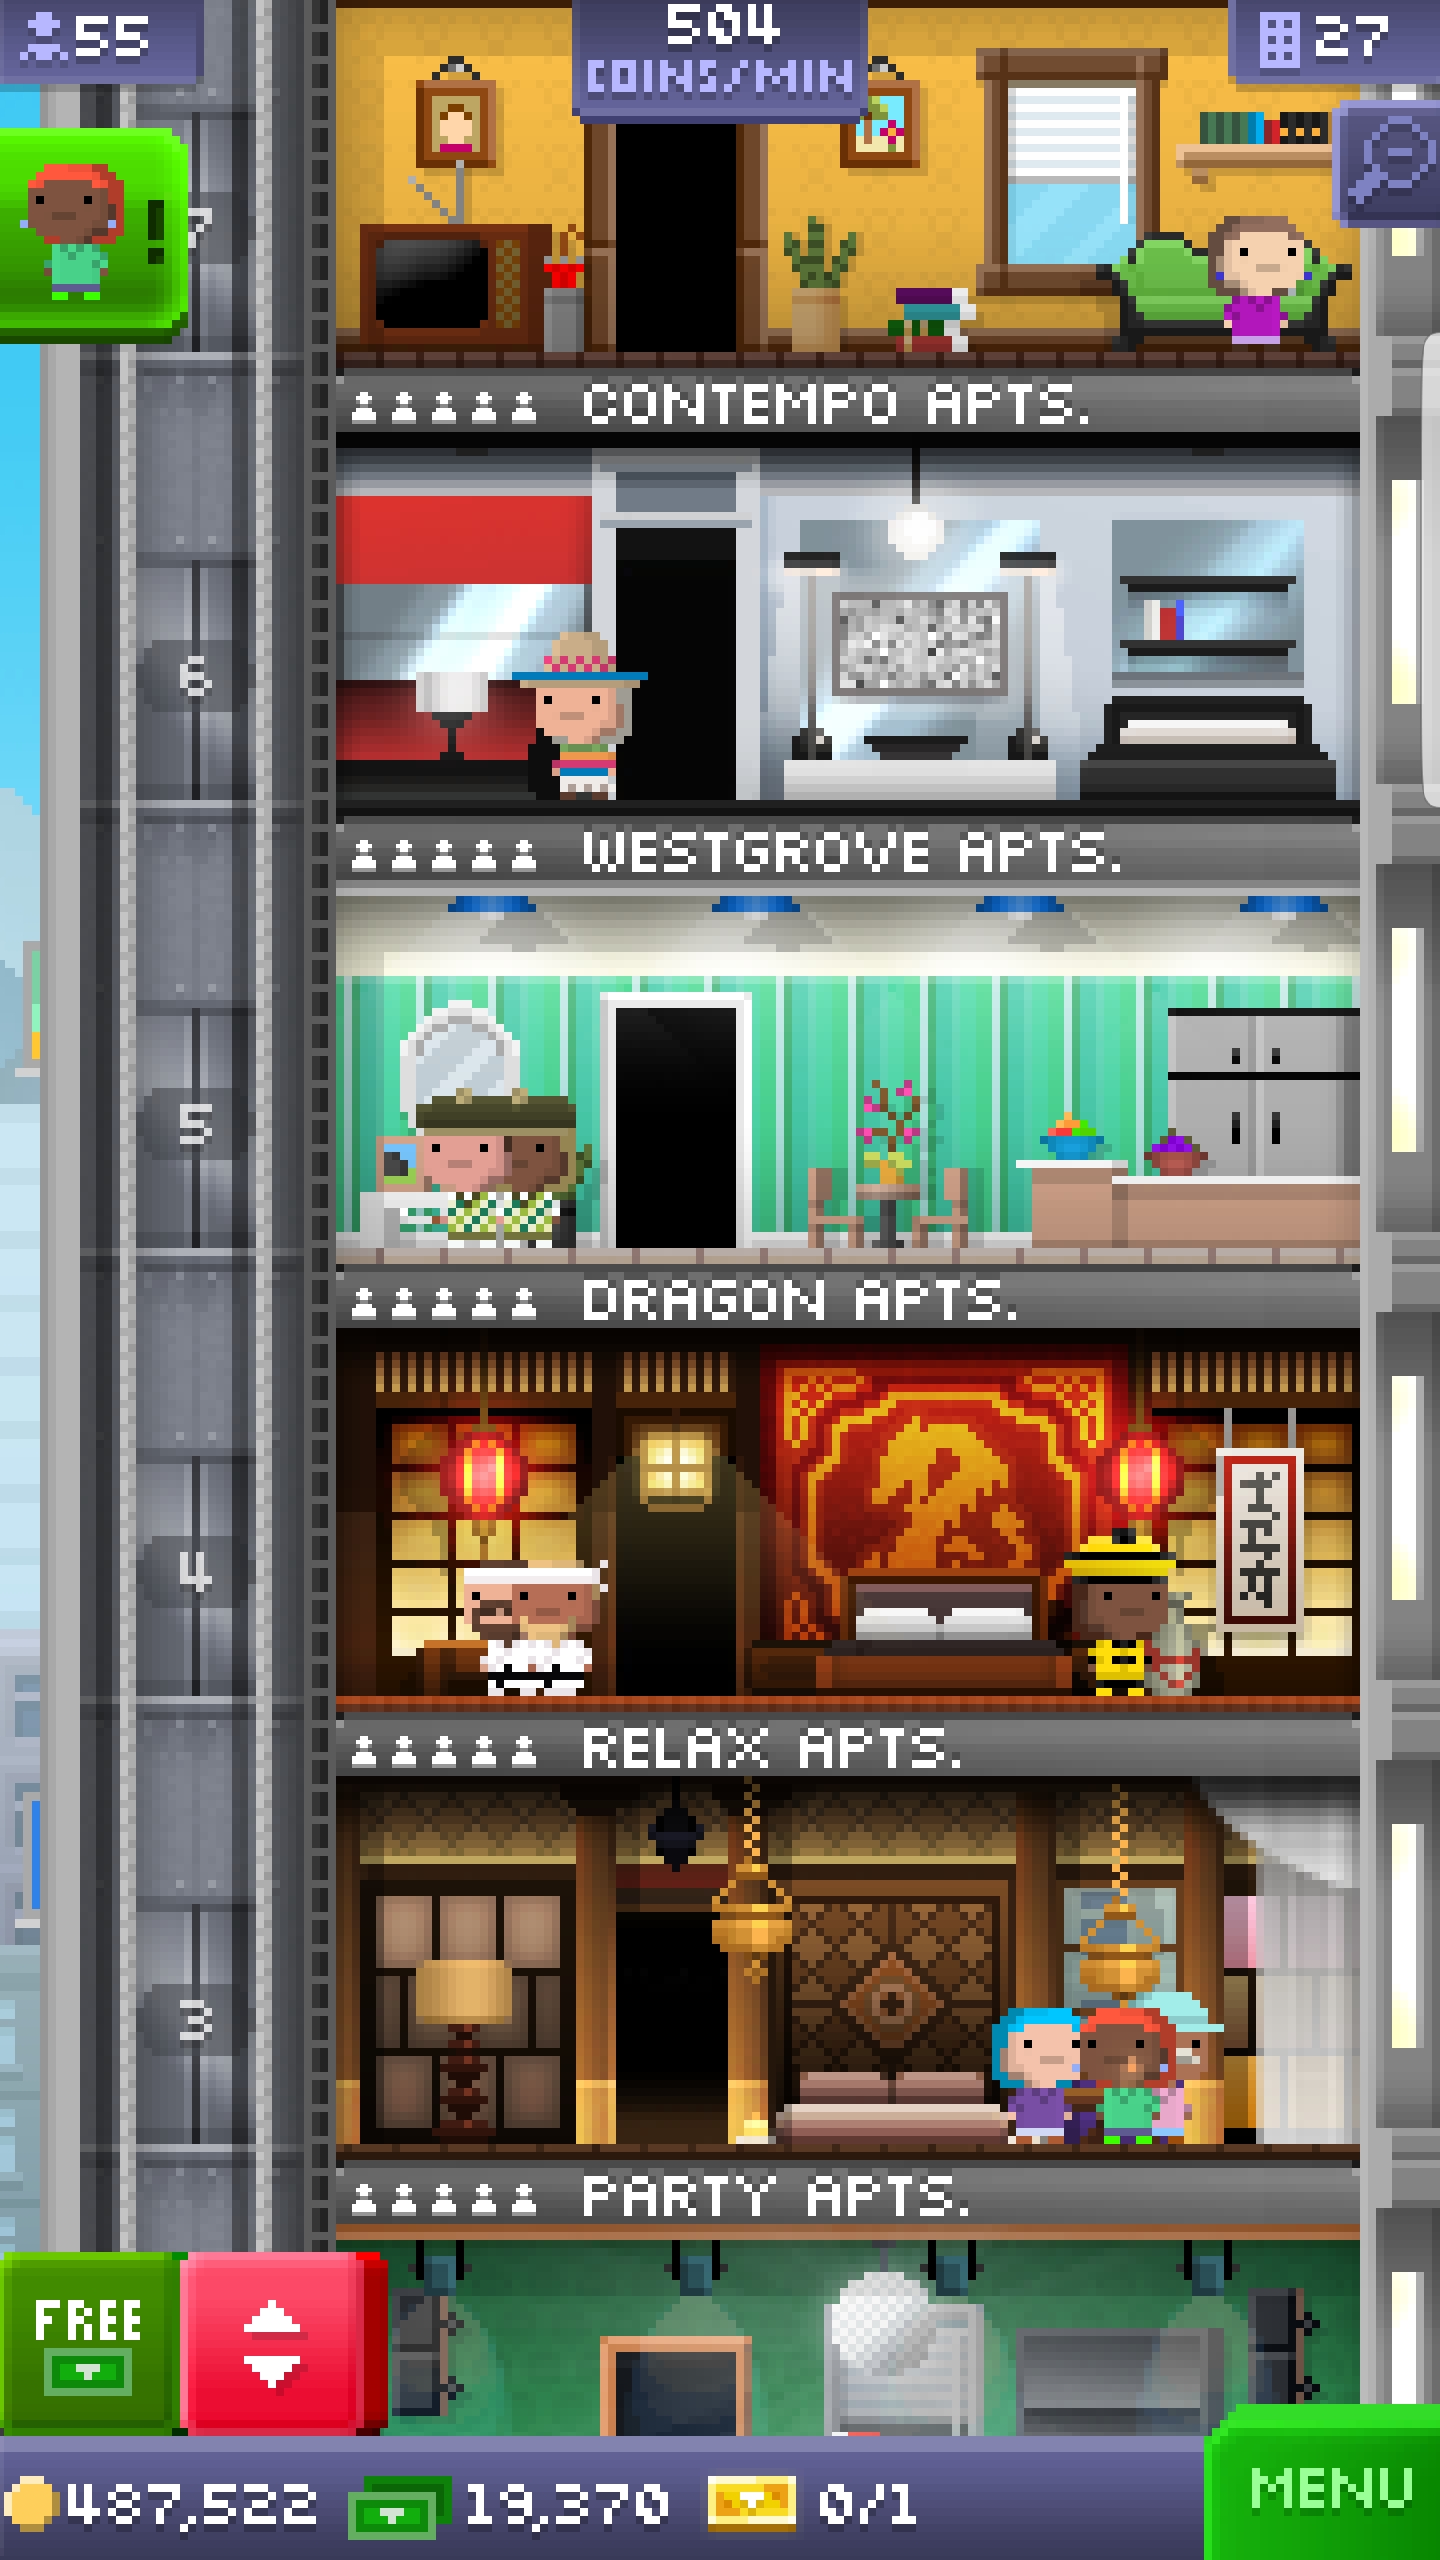 55
504
COINS/MIN
27
!
7
CONTEMPO APTS.
6
WESTGROVE APTS.
5
DRAGON APTS.
4
RELAX APTS.
3
PARTY APTS.
FREE
487,522
19,370
0/1
MENU